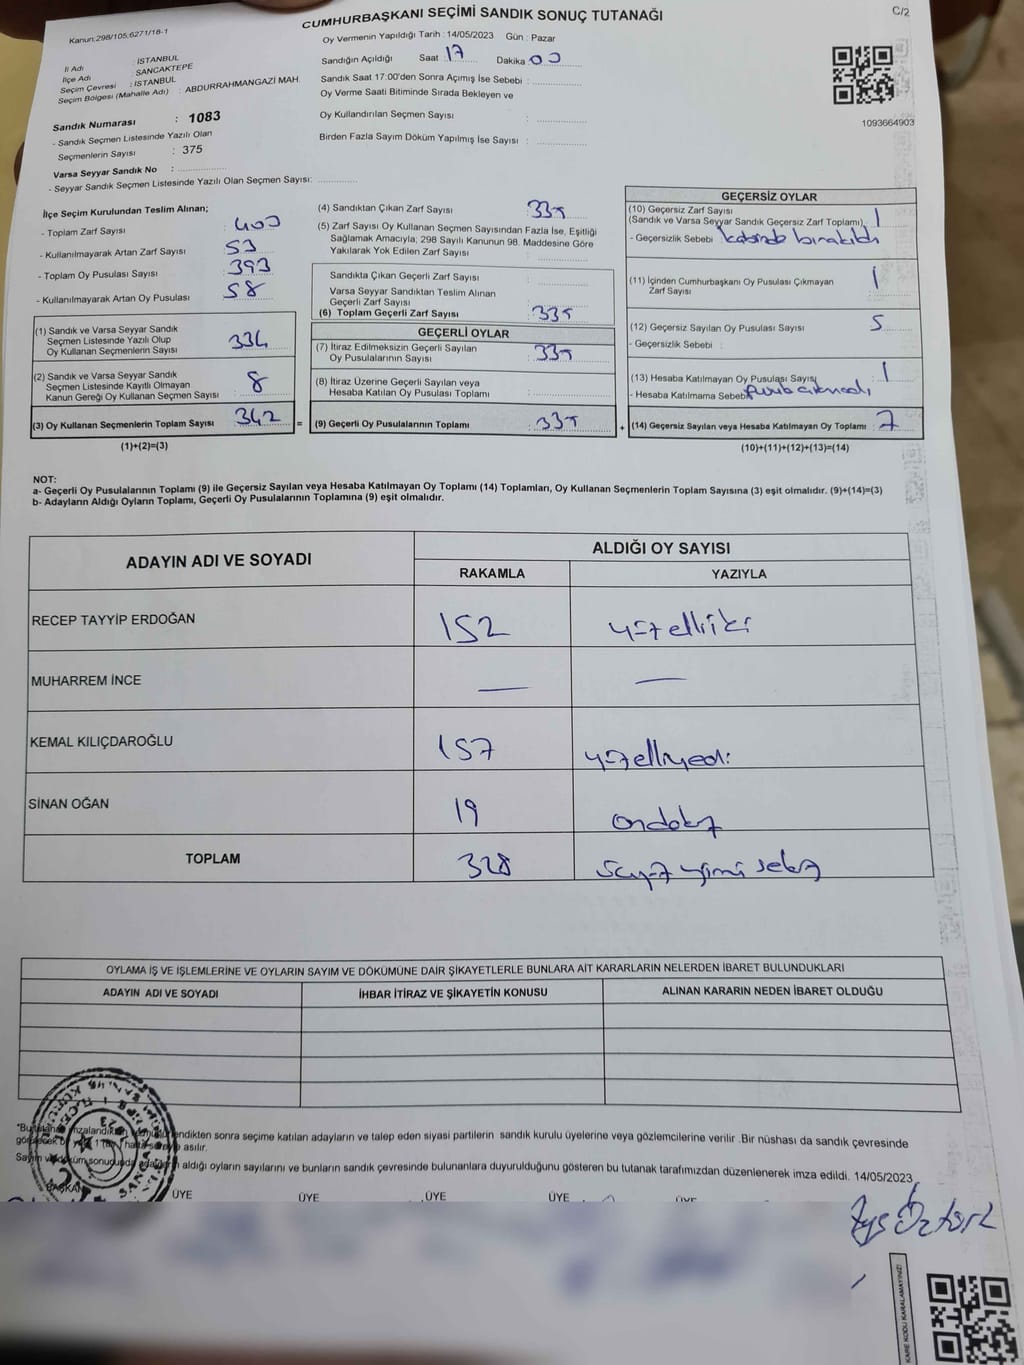 CUMHURBAŞKANI SEÇİMİ SANDIK SONUÇ TUTANAĞI
C/2
Kanun:298/105;6271/18-1
Oy Vermenin Yapıldığı Tarih : 14/05/2023 Gün : Pazar
İl Adı : İSTANBUL
İlçe Adı : SANCAKTEPE
Seçim Çevresi : İSTANBUL
Seçim Bölgesi (Mahalle Adı) : ABDURRAHMANGAZİ MAH.
Sandığın Açıldığı Saat : 17 Dakika : 00
Sandık Saat 17:00'den Sonra Açılmış İse Sebebi :
Oy Verme Saati Bitiminde Sırada Bekleyen ve
Oy Kullandırılan Seçmen Sayısı :
Birden Fazla Sayım Döküm Yapılmış İse Sayısı :
1093664903
Sandık Numarası : 1083
- Sandık Seçmen Listesinde Yazılı Olan
Seçmenlerin Sayısı : 375
Varsa Seyyar Sandık No :
- Seyyar Sandık Seçmen Listesinde Yazılı Olan Seçmen Sayısı:
İlçe Seçim Kurulundan Teslim Alınan;
- Toplam Zarf Sayısı : 400
- Kullanılmayarak Artan Zarf Sayısı : 53
- Toplam Oy Pusulası Sayısı : 393
- Kullanılmayarak Artan Oy Pusulası : 58
(1) Sandık ve Varsa Seyyar Sandık
Seçmen Listesinde Yazılı Olup
Oy Kullanan Seçmenlerin Sayısı : 334
(2) Sandık ve Varsa Seyyar Sandık
Seçmen Listesinde Kayıtlı Olmayan
Kanun Gereği Oy Kullanan Seçmen Sayısı : 8
(3) Oy Kullanan Seçmenlerin Toplam Sayısı : 342
(1)+(2)=(3)
(4) Sandıktan Çıkan Zarf Sayısı : 335
(5) Zarf Sayısı Oy Kullanan Seçmen Sayısından Fazla İse, Eşitliği
Sağlamak Amacıyla; 298 Sayılı Kanunun 98. Maddesine Göre
Yakılarak Yok Edilen Zarf Sayısı :
Sandıkta Çıkan Geçerli Zarf Sayısı :
Varsa Seyyar Sandıktan Teslim Alınan
Geçerli Zarf Sayısı :
(6) Toplam Geçerli Zarf Sayısı : 335
GEÇERLİ OYLAR
(7) İtiraz Edilmeksizin Geçerli Sayılan
Oy Pusulalarının Sayısı : 335
(8) İtiraz Üzerine Geçerli Sayılan veya
Hesaba Katılan Oy Pusulası Toplamı :
= (9) Geçerli Oy Pusulalarının Toplamı : 335
GEÇERSİZ OYLAR
(10) Geçersiz Zarf Sayısı
(Sandık ve Varsa Seyyar Sandık Geçersiz Zarf Toplamı) : 1
- Geçersizlik Sebebi : kabinde bırakıldı
(11) İçinden Cumhurbaşkanı Oy Pusulası Çıkmayan
Zarf Sayısı : 1
(12) Geçersiz Sayılan Oy Pusulası Sayısı : 5
- Geçersizlik Sebebi :
(13) Hesaba Katılmayan Oy Pusulası Sayısı : 1
- Hesaba Katılmama Sebebi
+ (14) Geçersiz Sayılan veya Hesaba Katılmayan Oy Toplamı : 7
(10)+(11)+(12)+(13)=(14)
NOT:
a- Geçerli Oy Pusulalarının Toplamı (9) ile Geçersiz Sayılan veya Hesaba Katılmayan Oy Toplamı (14) Toplamları, Oy Kullanan Seçmenlerin Toplam Sayısına (3) eşit olmalıdır. (9)+(14)=(3)
b- Adayların Aldığı Oyların Toplamı, Geçerli Oy Pusulalarının Toplamına (9) eşit olmalıdır.
ADAYIN ADI VE SOYADI
ALDIĞI OY SAYISI
RAKAMLA YAZIYLA
RECEP TAYYİP ERDOĞAN 152 yüzelliiki
MUHARREM İNCE — —
KEMAL KILIÇDAROĞLU 157 yüzelliyedi
SİNAN OĞAN 19 ondokuz
TOPLAM 328
OYLAMA İŞ VE İŞLEMLERİNE VE OYLARIN SAYIM VE DÖKÜMÜNE DAİR ŞİKAYETLERLE BUNLARA AİT KARARLARIN NELERDEN İBARET BULUNDUKLARI
ADAYIN ADI VE SOYADI İHBAR İTİRAZ VE ŞİKAYETİN KONUSU ALINAN KARARIN NEDEN İBARET OLDUĞU
sonra seçime katılan adayların ve talep eden siyasi partilerin sandık kurulu üyelerine veya gözlemcilerine verilir .Bir nüshası da sandık çevresinde
asılır.
aldığı oyların sayılarını ve bunların sandık çevresinde bulunanlara duyurulduğunu gösteren bu tutanak tarafımızdan düzenlenerek imza edildi. 14/05/2023
BAŞKAN ÜYE ÜYE ÜYE ÜYE ÜYE
KARE KODU KARALAMAYINIZ!